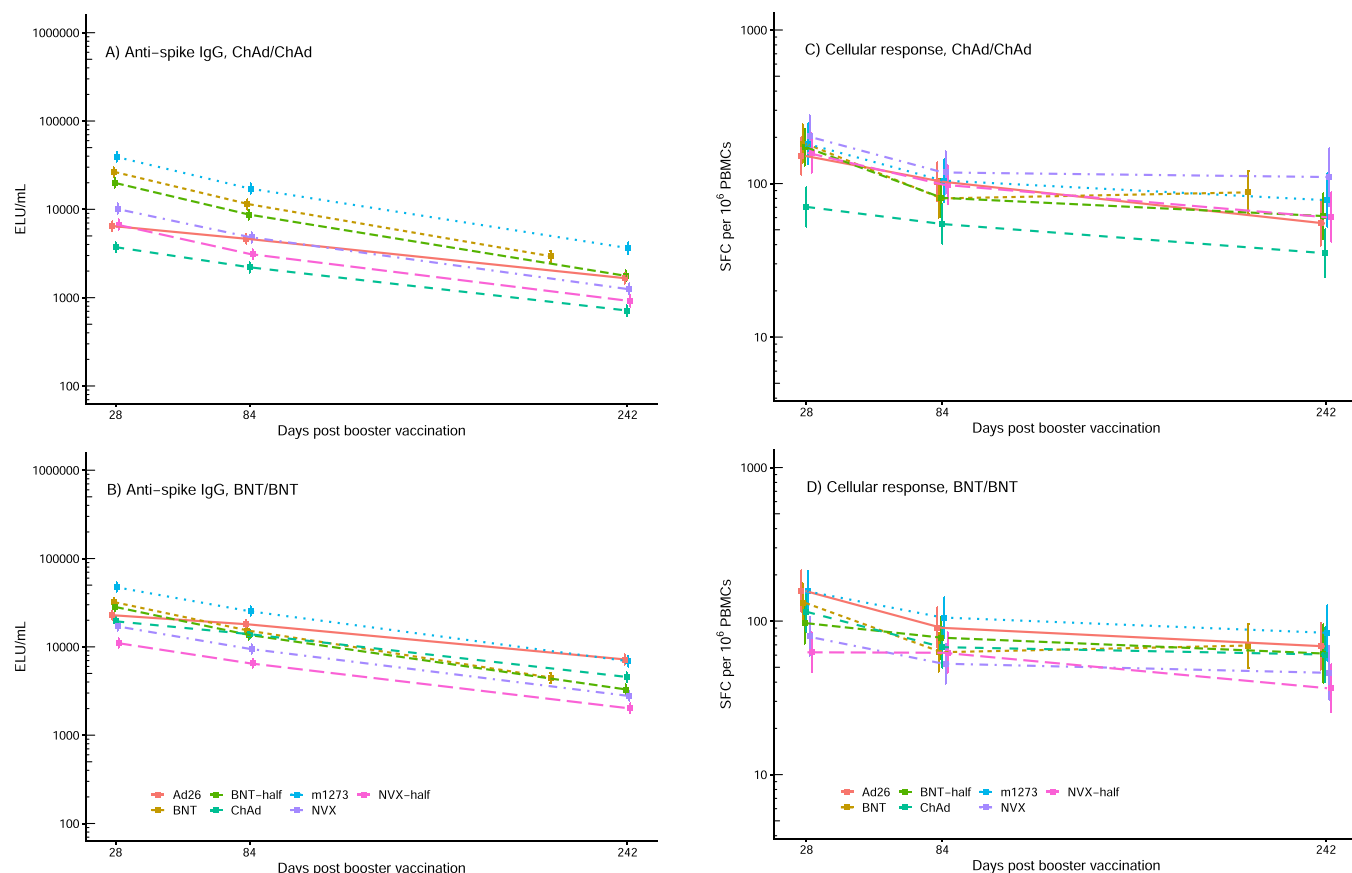 A) Anti−spike IgG, ChAd/ChAd
1000000
100000
10000
1000
100
ELU/mL
28 84 242
Days post booster vaccination
C) Cellular response, ChAd/ChAd
1000
100
10
SFC per 10⁶ PBMCs
28 84 242
Days post booster vaccination
B) Anti−spike IgG, BNT/BNT
1000000
100000
10000
1000
100
ELU/mL
Ad26 BNT−half m1273 NVX−half
BNT ChAd NVX
28 84 242
Days post booster vaccination
D) Cellular response, BNT/BNT
1000
100
10
SFC per 10⁶ PBMCs
Ad26 BNT−half m1273 NVX−half
BNT ChAd NVX
28 84 242
Days post booster vaccination